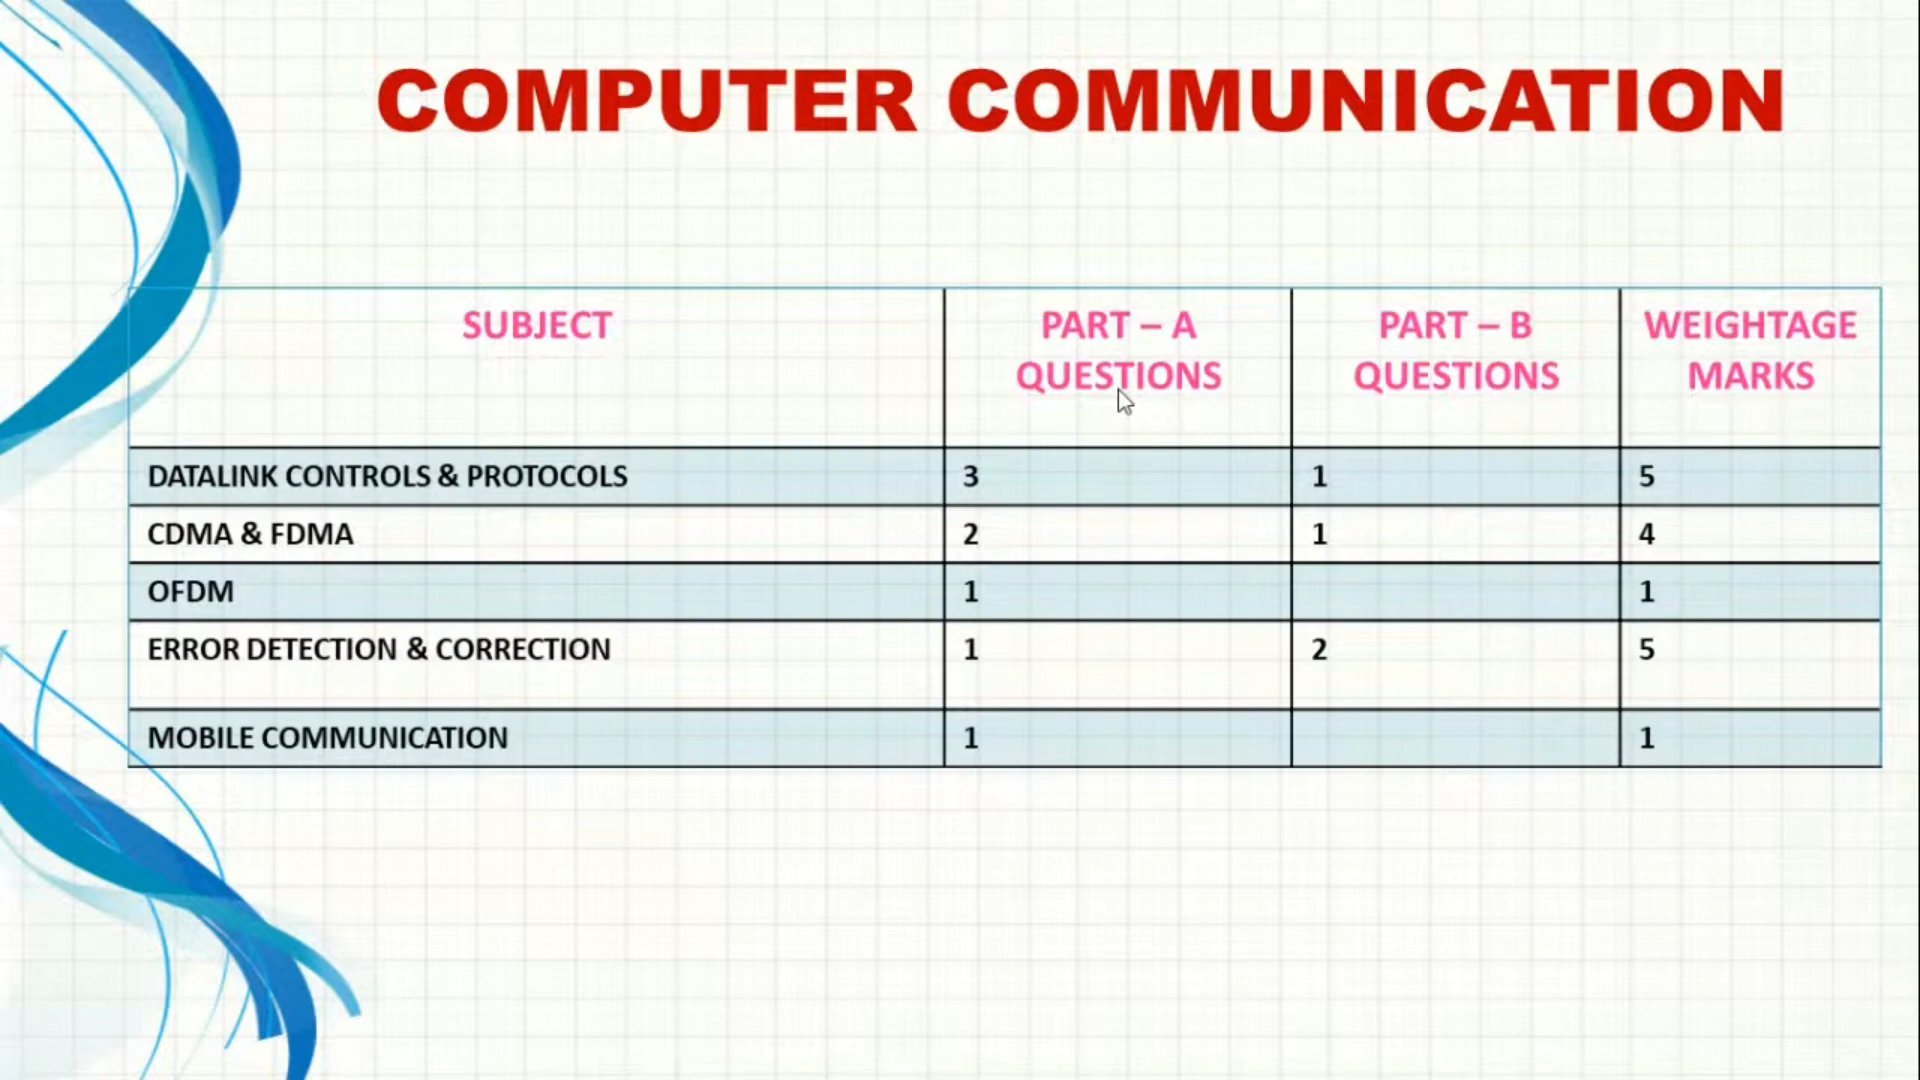 COMPUTER COMMUNICATION
SUBJECT
PART – A
QUESTIONS
PART – B
QUESTIONS
WEIGHTAGE
MARKS
DATALINK CONTROLS & PROTOCOLS 3 1 5
CDMA & FDMA 2 1 4
OFDM 1 1
ERROR DETECTION & CORRECTION 1 2 5
MOBILE COMMUNICATION 1 1